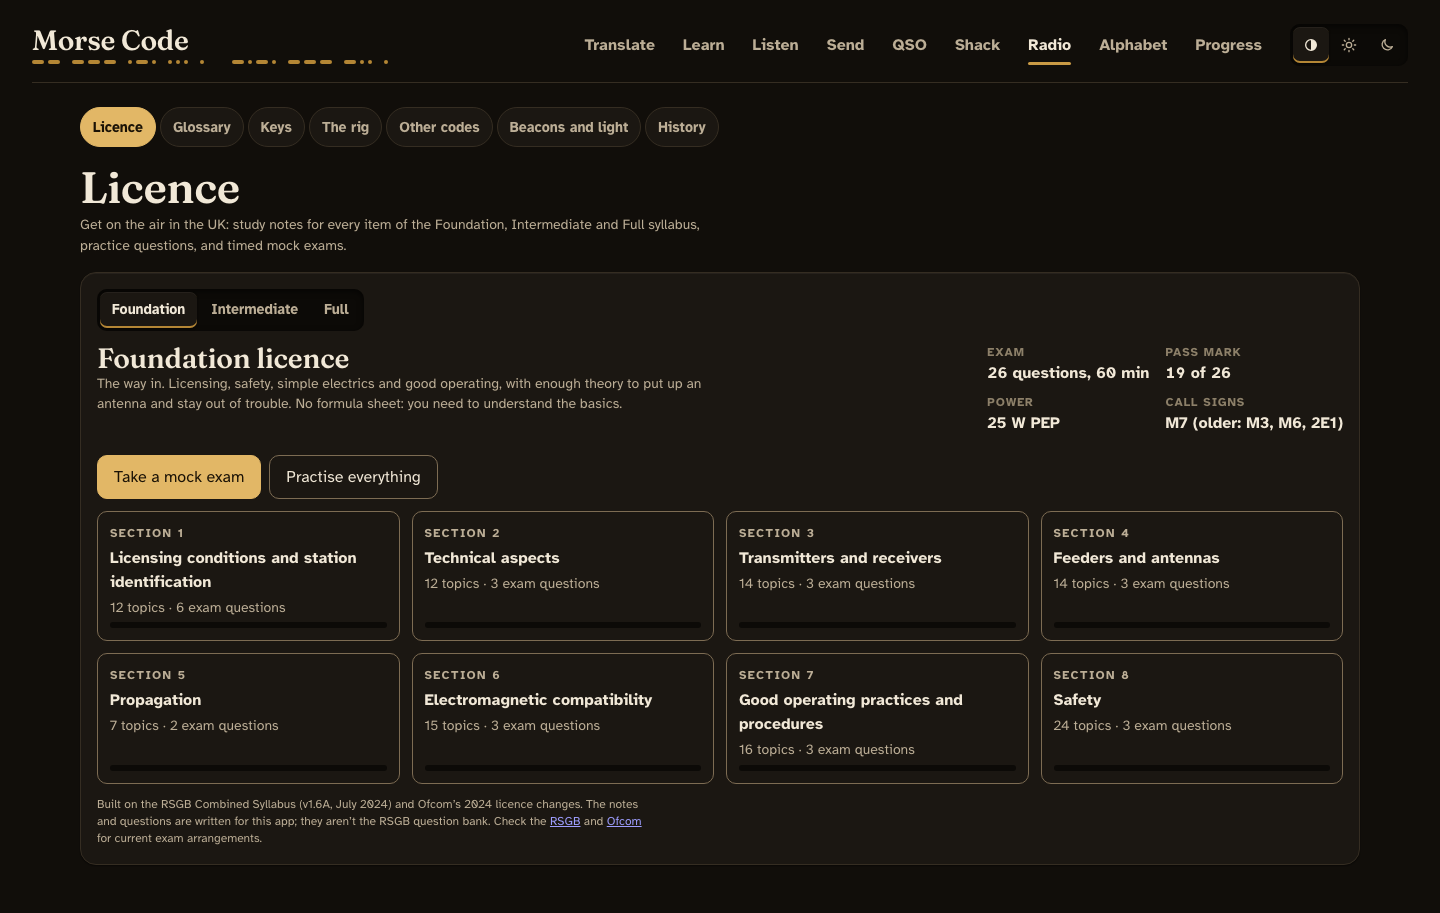 Morse Code
Translate Learn Listen Send QSO Shack Radio Alphabet Progress
Licence Glossary Keys The rig Other codes Beacons and light History
Licence
Get on the air in the UK: study notes for every item of the Foundation, Intermediate and Full syllabus,
practice questions, and timed mock exams.
Foundation Intermediate Full
Foundation licence
The way in. Licensing, safety, simple electrics and good operating, with enough theory to put up an
antenna and stay out of trouble. No formula sheet: you need to understand the basics.
EXAM
26 questions, 60 min
PASS MARK
19 of 26
POWER
25 W PEP
CALL SIGNS
M7 (older: M3, M6, 2E1)
Take a mock exam
Practise everything
SECTION 1
Licensing conditions and station
identification
12 topics · 6 exam questions
SECTION 2
Technical aspects
12 topics · 3 exam questions
SECTION 3
Transmitters and receivers
14 topics · 3 exam questions
SECTION 4
Feeders and antennas
14 topics · 3 exam questions
SECTION 5
Propagation
7 topics · 2 exam questions
SECTION 6
Electromagnetic compatibility
15 topics · 3 exam questions
SECTION 7
Good operating practices and
procedures
16 topics · 3 exam questions
SECTION 8
Safety
24 topics · 3 exam questions
Built on the RSGB Combined Syllabus (v1.6A, July 2024) and Ofcom's 2024 licence changes. The notes
and questions are written for this app; they aren't the RSGB question bank. Check the RSGB and Ofcom
for current exam arrangements.